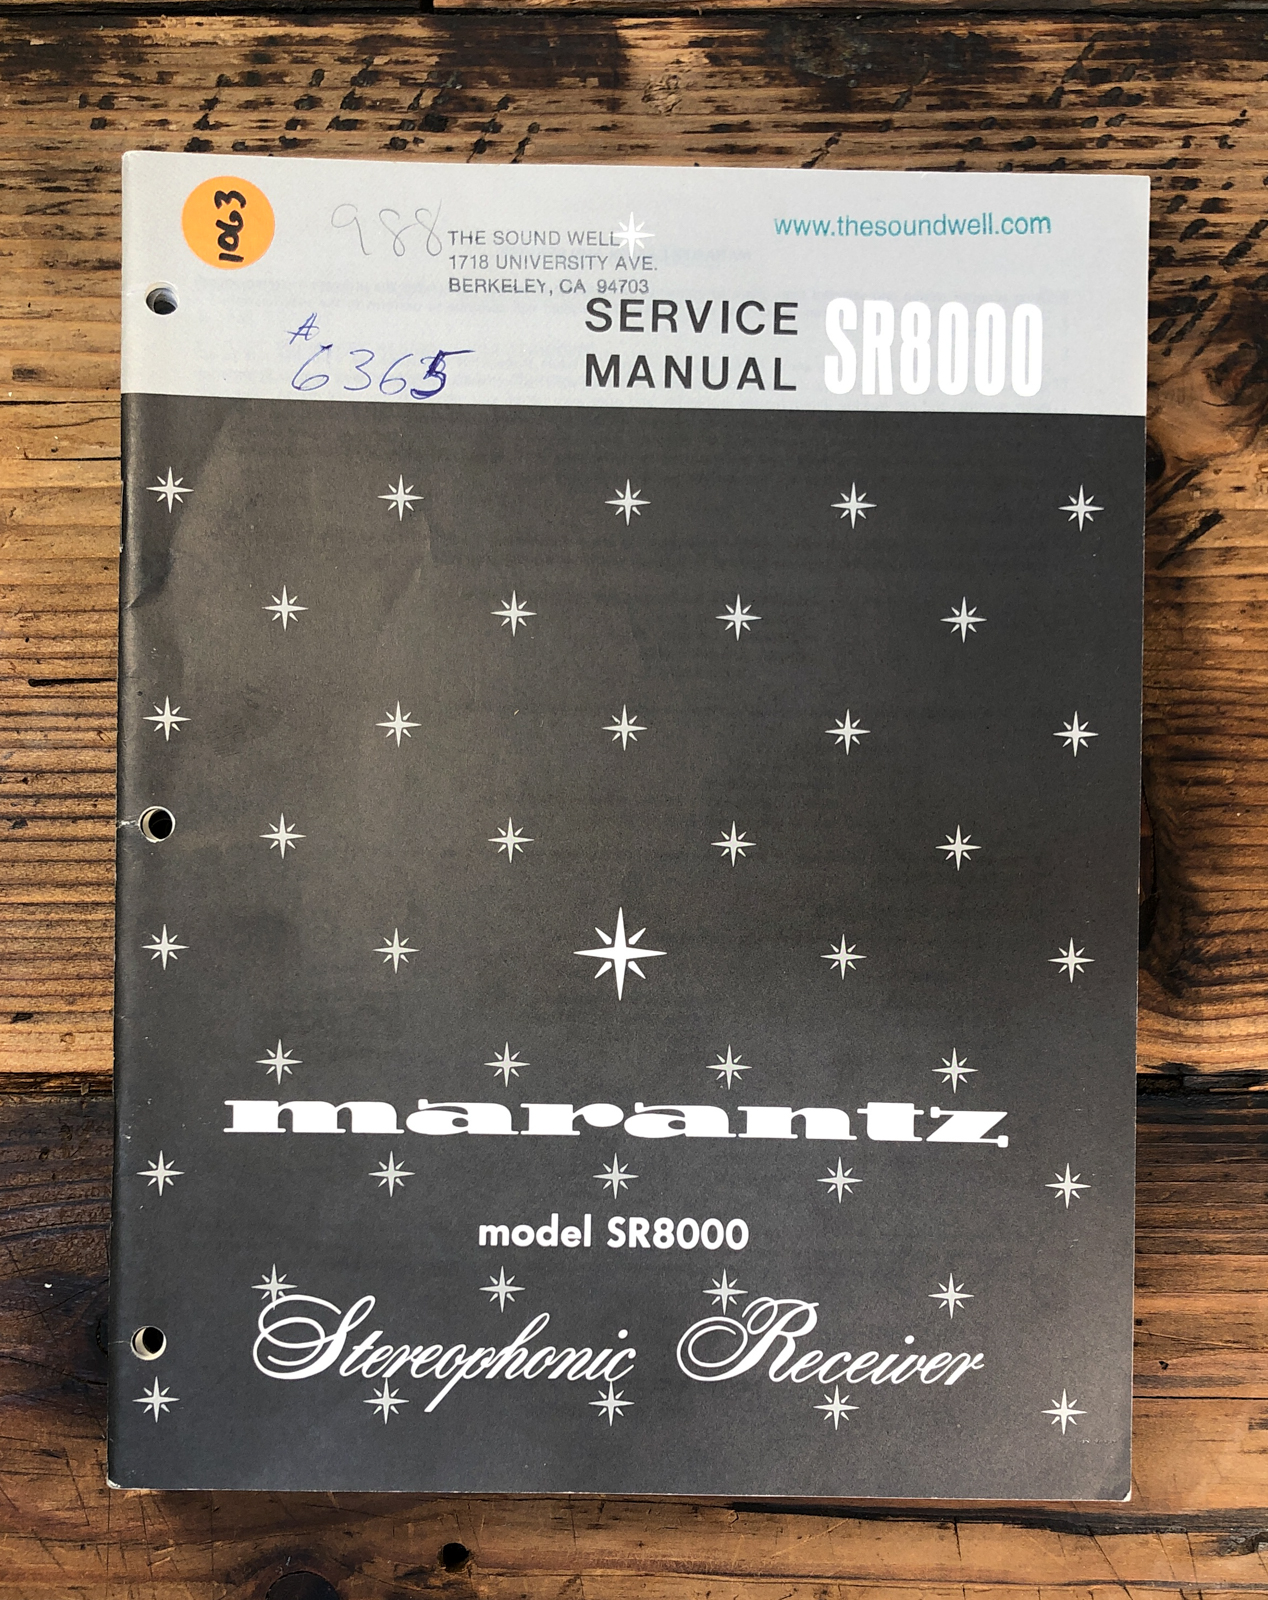 1063
988
THE SOUND WELL
1718 UNIVERSITY AVE.
BERKELEY, CA 94703
www.thesoundwell.com
SERVICE
MANUAL
SR8000
A
6365
marantz
model SR8000
Stereophonic Receiver